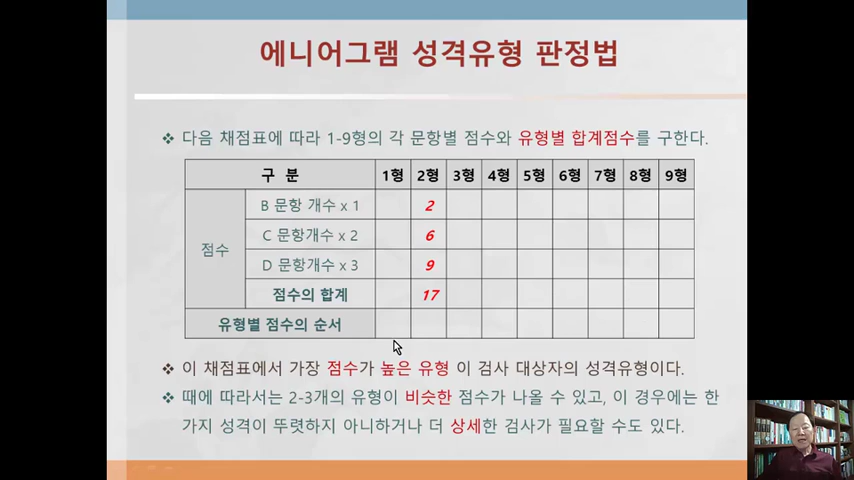 에니어그램 성격유형 판정법
❖ 다음 채점표에 따라 1-9형의 각 문항별 점수와 유형별 합계점수를 구한다.
구 분 1형 2형 3형 4형 5형 6형 7형 8형 9형
점수
B 문항 개수 x 1 2
C 문항개수 x 2 6
D 문항개수 x 3 9
점수의 합계 17
유형별 점수의 순서
❖ 이 채점표에서 가장 점수가 높은 유형 이 검사 대상자의 성격유형이다.
❖ 때에 따라서는 2-3개의 유형이 비슷한 점수가 나올 수 있고, 이 경우에는 한
가지 성격이 뚜렷하지 아니하거나 더 상세한 검사가 필요할 수도 있다.